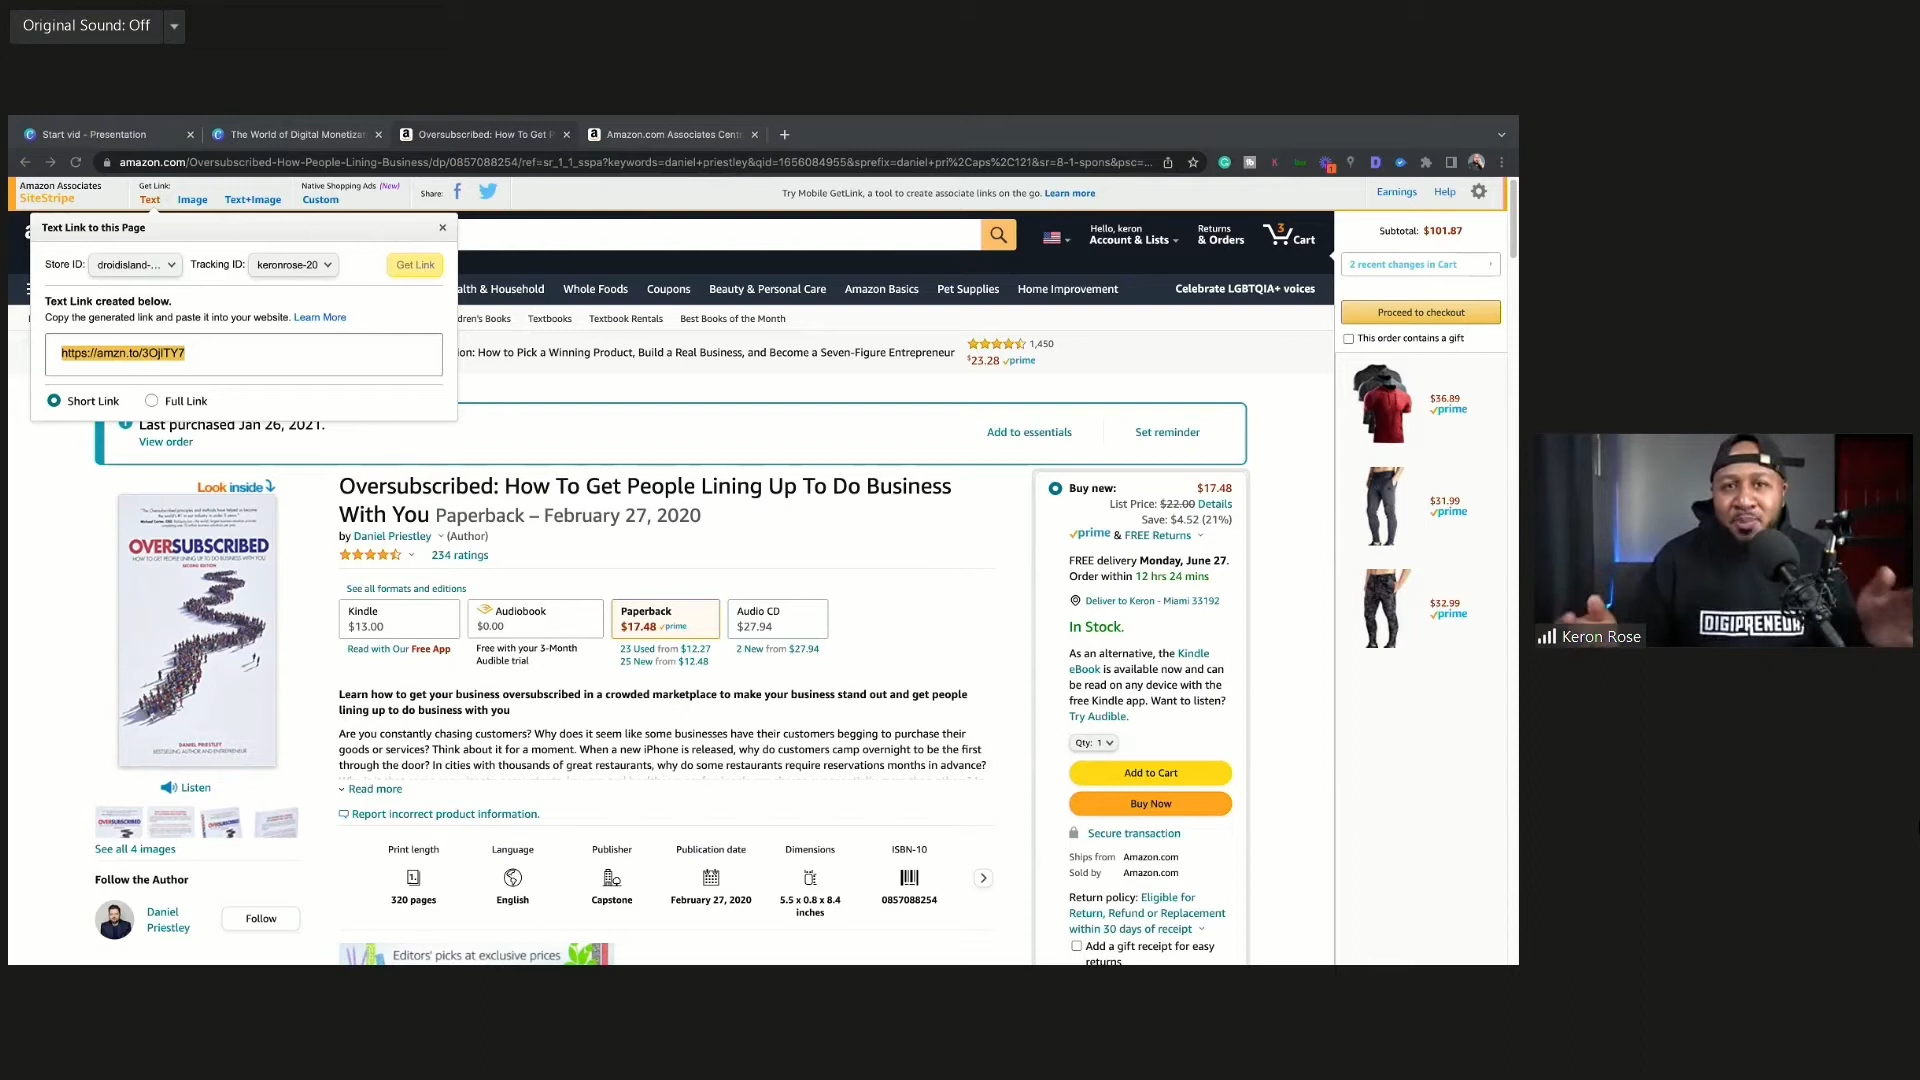 Original Sound: Off
Start vid - Presentation
The World of Digital Monetiza
Oversubscribed: How To Get P
Amazon.com Associates Cent
amazon.com/Oversubscribed-How-People-Lining-Business/dp/0857088254/ref=sr_1_1_sspa?keywords=daniel+priestley&qid=1656084955&sprefix=daniel+pri%2Caps%2C121&sr=8-1-spons&psc=...
Amazon Associates
SiteStripe
Get Link:
Text
Image
Text+Image
Native Shopping Ads (New)
Custom
Share:
Try Mobile GetLink, a tool to create associate links on the go. Learn more
Earnings
Help
Text Link to this Page
Store ID: droidisland-...
Tracking ID: keronrose-20
Get Link
Text Link created below.
Copy the generated link and paste it into your website. Learn More
https://amzn.to/3OjITY7
Short Link
Full Link
Hello, keron
Account & Lists
Returns
& Orders
3
Cart
alth & Household
Whole Foods
Coupons
Beauty & Personal Care
Amazon Basics
Pet Supplies
Home Improvement
Celebrate LGBTQIA+ voices
dren's Books
Textbooks
Textbook Rentals
Best Books of the Month
ion: How to Pick a Winning Product, Build a Real Business, and Become a Seven-Figure Entrepreneur
1,450
$23.28 prime
Last purchased Jan 26, 2021.
View order
Add to essentials
Set reminder
Look inside
OVERSUBSCRIBED
HOW TO GET PEOPLE LINING UP TO DO BUSINESS WITH YOU
SECOND EDITION
DANIEL PRIESTLEY
BESTSELLING AUTHOR AND ENTREPRENEUR
Listen
See all 4 images
Follow the Author
Daniel
Priestley
Follow
Oversubscribed: How To Get People Lining Up To Do Business
With You Paperback – February 27, 2020
by Daniel Priestley (Author)
234 ratings
See all formats and editions
Kindle
$13.00
Read with Our Free App
Audiobook
$0.00
Free with your 3-Month
Audible trial
Paperback
$17.48 prime
23 Used from $12.27
25 New from $12.48
Audio CD
$27.94
2 New from $27.94
Learn how to get your business oversubscribed in a crowded marketplace to make your business stand out and get people
lining up to do business with you
Are you constantly chasing customers? Why does it seem like some businesses have their customers begging to purchase their
goods or services? Think about it for a moment. When a new iPhone is released, why do customers camp overnight to be the first
through the door? In cities with thousands of great restaurants, why do some restaurants require reservations months in advance?
Read more
Report incorrect product information.
Print length
320 pages
Language
English
Publisher
Capstone
Publication date
February 27, 2020
Dimensions
5.5 x 0.8 x 8.4
inches
ISBN-10
0857088254
Editors' picks at exclusive prices
Buy new:
$17.48
List Price: $22.00 Details
Save: $4.52 (21%)
prime & FREE Returns
FREE delivery Monday, June 27.
Order within 12 hrs 24 mins
Deliver to Keron - Miami 33192
In Stock.
As an alternative, the Kindle
eBook is available now and can
be read on any device with the
free Kindle app. Want to listen?
Try Audible.
Qty: 1
Add to Cart
Buy Now
Secure transaction
Ships from Amazon.com
Sold by Amazon.com
Return policy: Eligible for
Return, Refund or Replacement
within 30 days of receipt
Add a gift receipt for easy
returns
Subtotal: $101.87
2 recent changes in Cart
Proceed to checkout
This order contains a gift
$36.89
prime
$31.99
prime
$32.99
prime
DIGIPRENEUR
Keron Rose